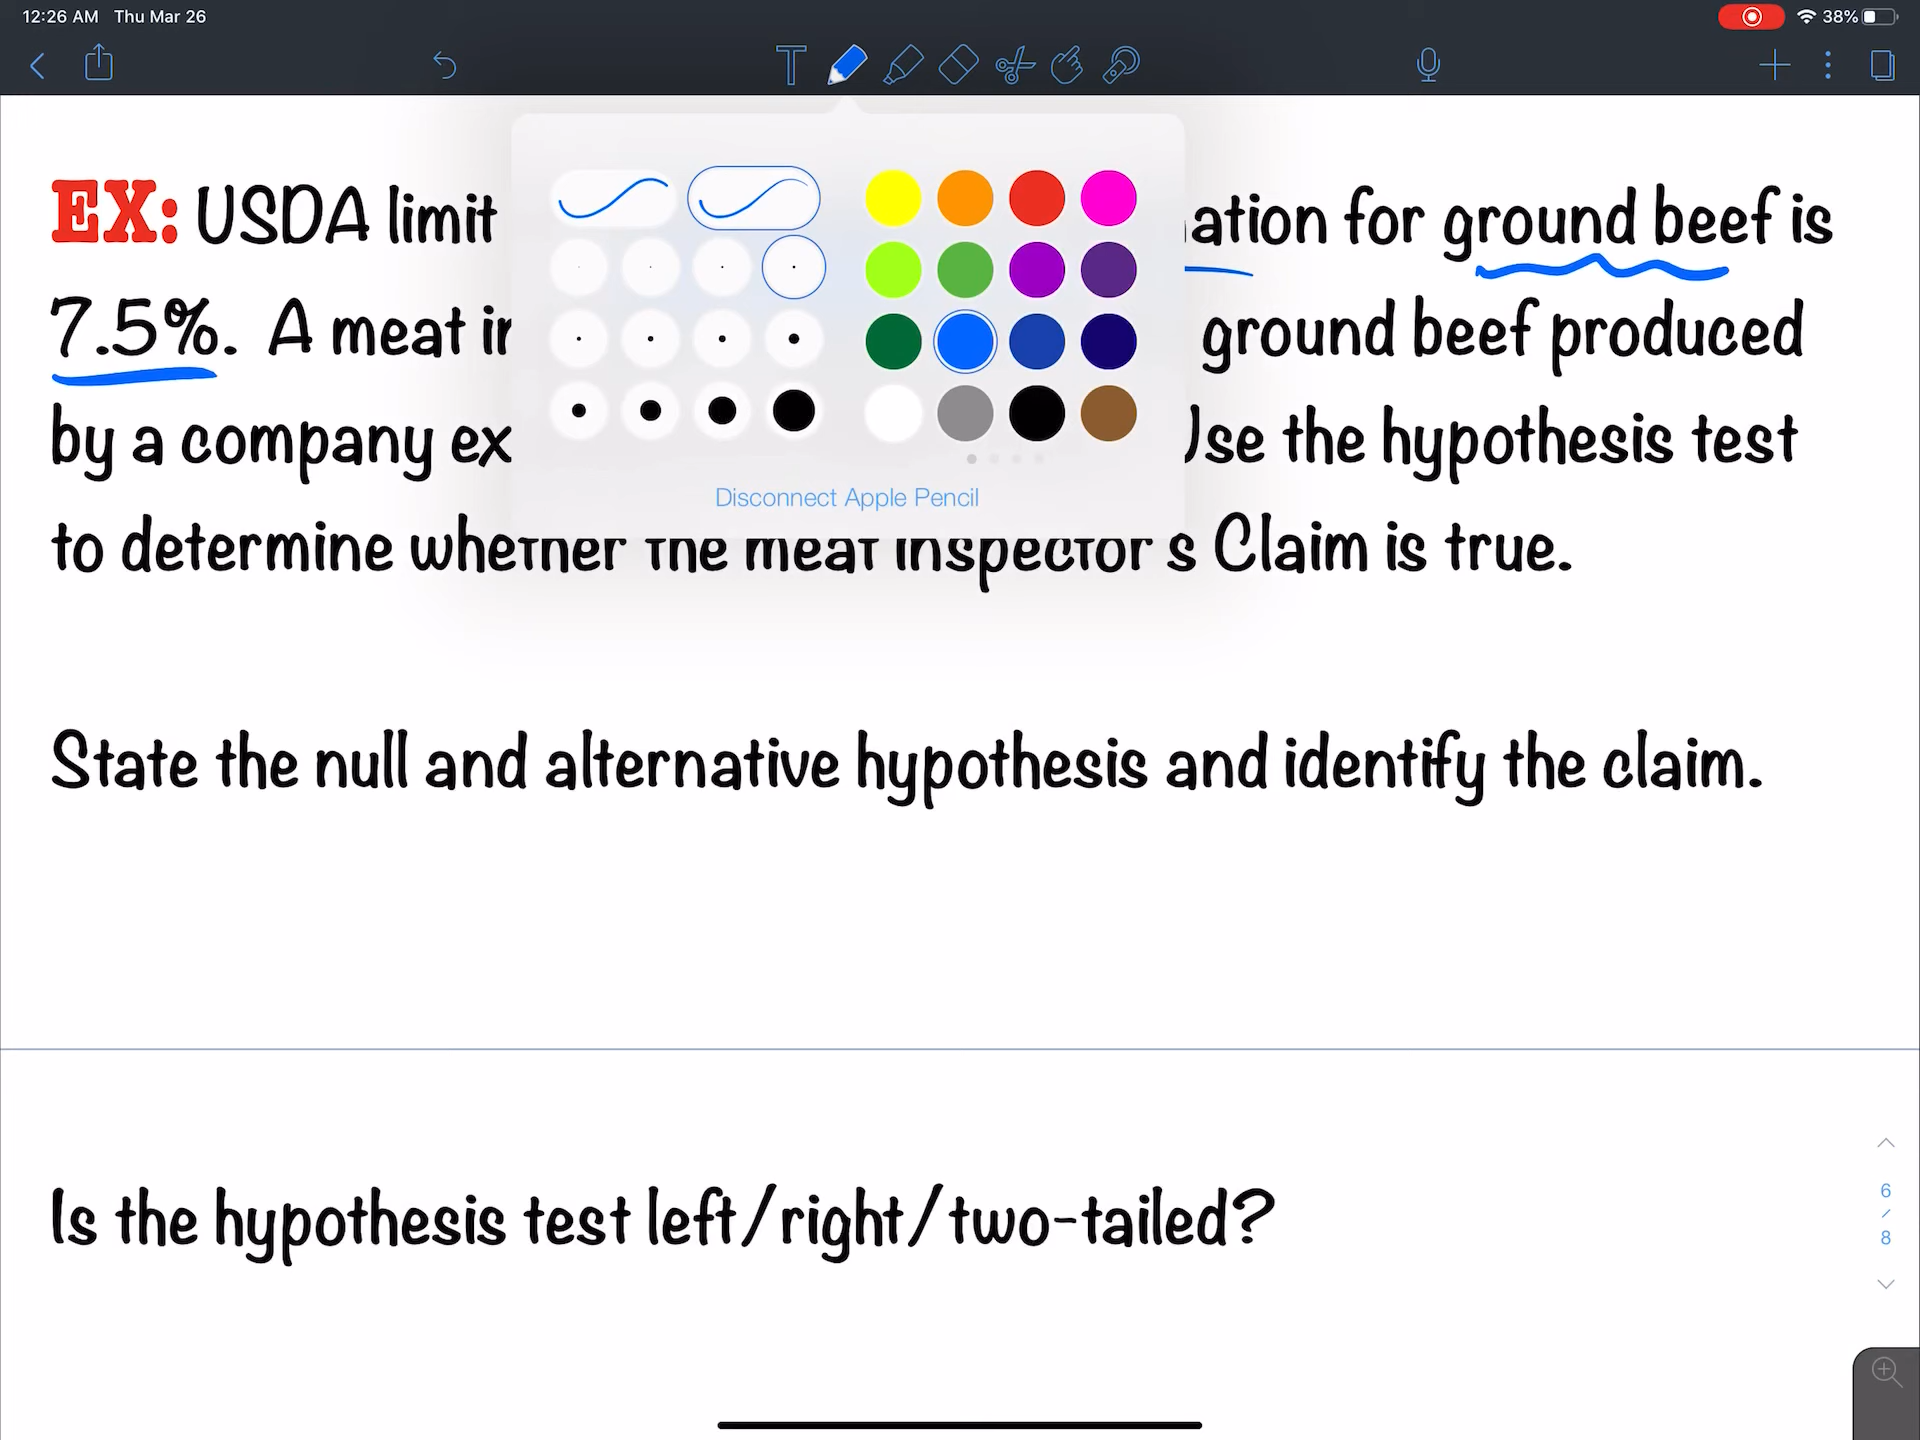 12:26 AM Thu Mar 26 38%
EX: USDA limit for ground beef is
7.5%. A meat ground beef produced
by a company the hypothesis test
to determine whether the meat inspector's Claim is true.
Disconnect Apple Pencil
State the null and alternative hypothesis and identify the claim.
Is the hypothesis test left/right/two-tailed?
6
/
8